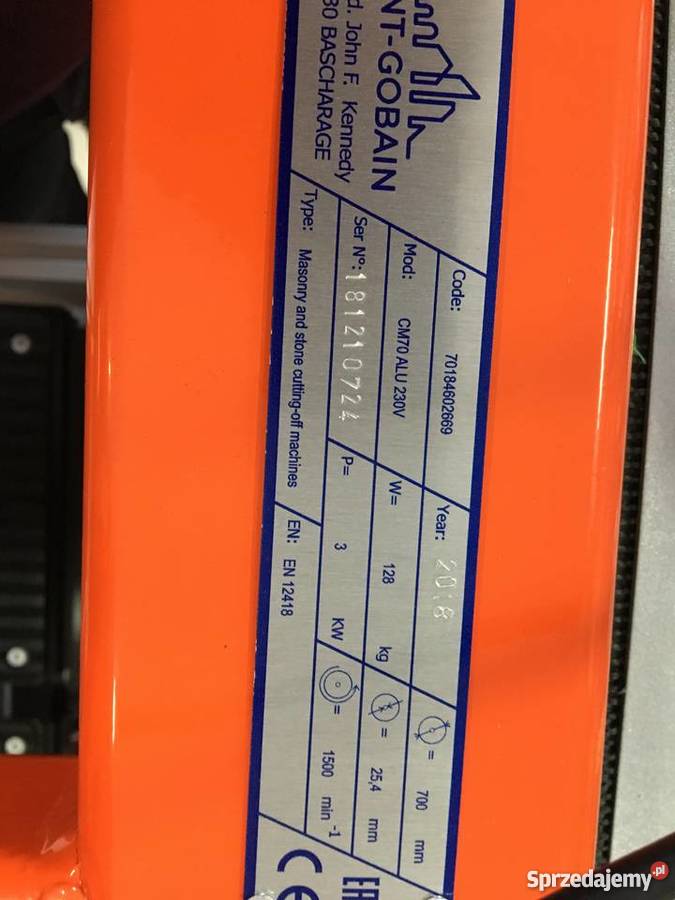 NT-GOBAIN
d. John F. Kennedy
30 BASCHARAGE
Code: 70184602669 Year: 2018 = 700 mm
Mod: CM70 ALU 230V W= 128 kg = 25,4 mm
Ser N°: 181210724 P= 3 KW = 1500 min -1
Type: Masonry and stone cutting-off machines EN: EN 12418
CE
Sprzedajemy.pl